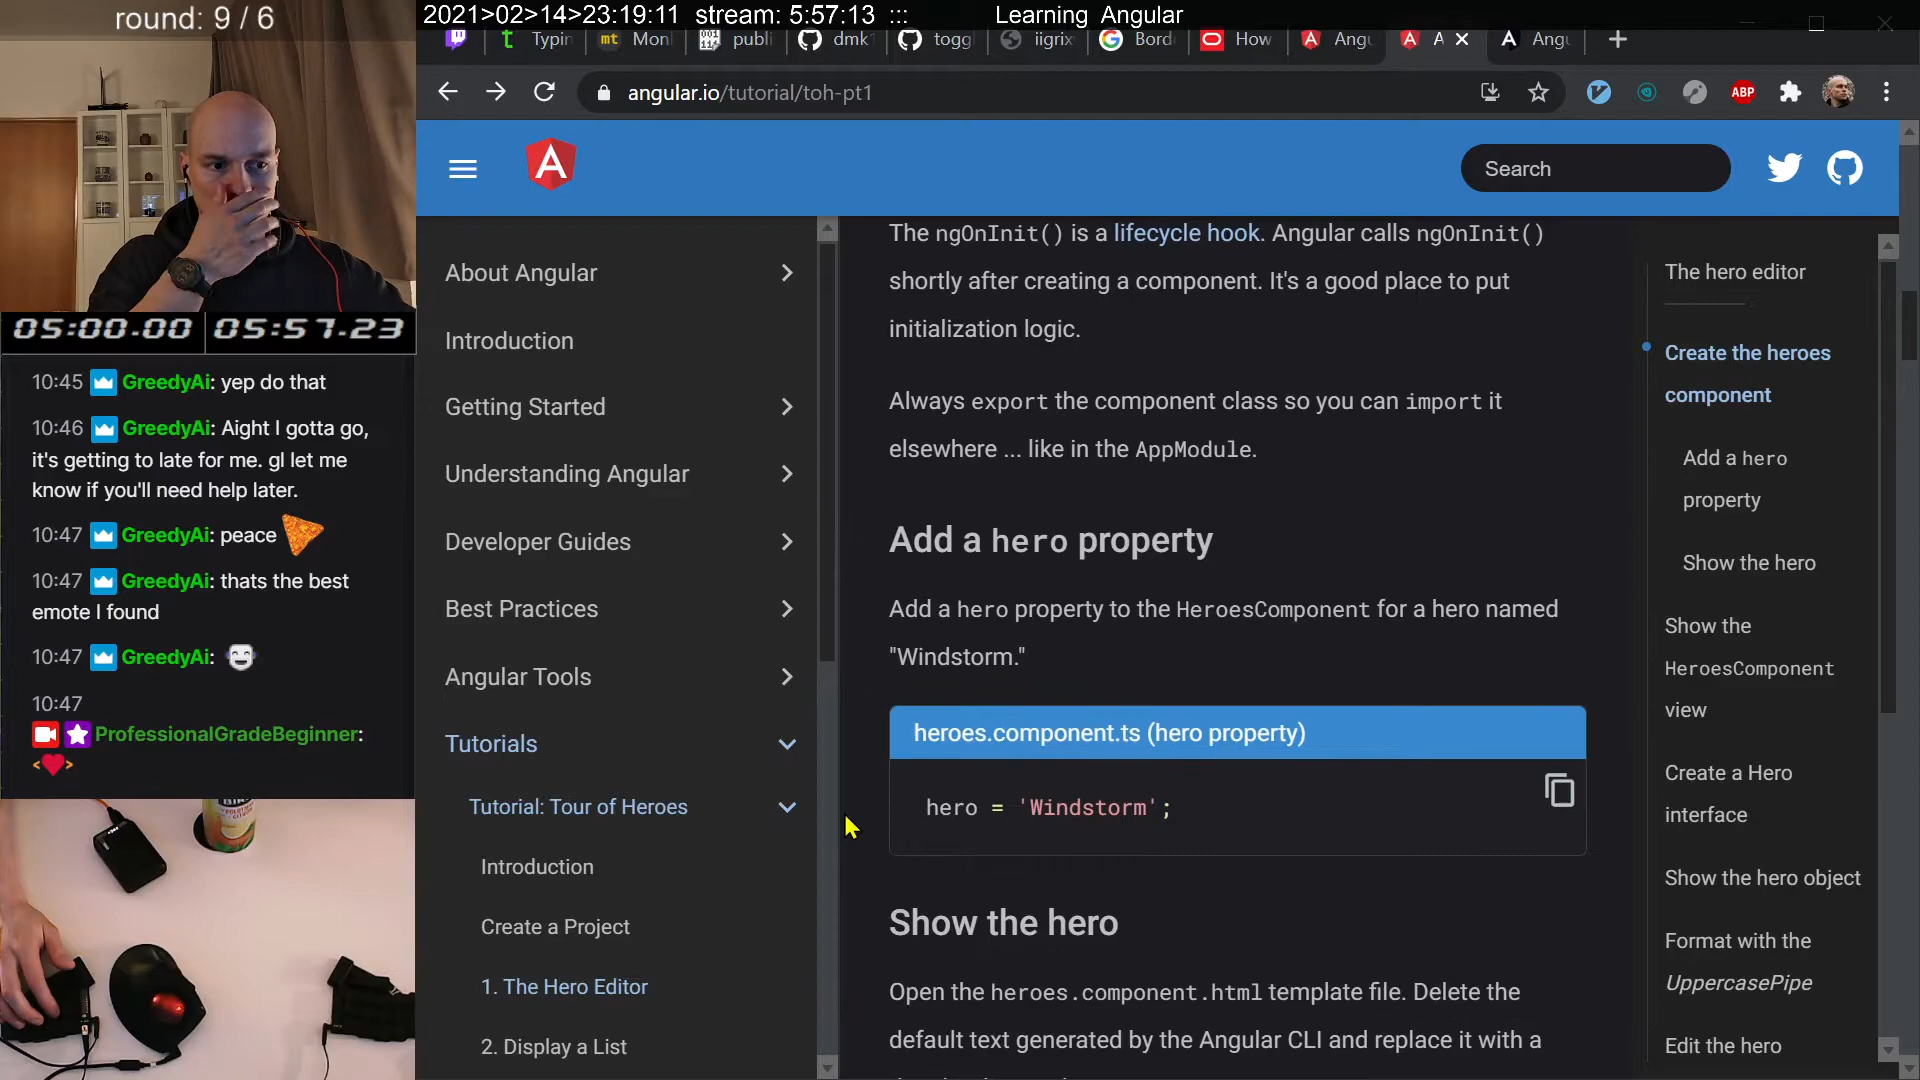 round: 9 / 6
2021>02>14>23:19:11 stream: 5:57:13 ::: Learning Angular
Typin
Monl
publi
dmk
toggl
iigrix
Bord
How
Angu
A
Angu
angular.io/tutorial/toh-pt1
ABP
Search
05:00.00
05:57.23
10:45 GreedyAi: yep do that
10:46 GreedyAi: Aight I gotta go,
it's getting to late for me. gl let me
know if you'll need help later.
10:47 GreedyAi: peace
10:47 GreedyAi: thats the best
emote I found
10:47 GreedyAi:
10:47
ProfessionalGradeBeginner:
About Angular
Introduction
Getting Started
Understanding Angular
Developer Guides
Best Practices
Angular Tools
Tutorials
Tutorial: Tour of Heroes
Introduction
Create a Project
1. The Hero Editor
2. Display a List
The ngOnInit() is a lifecycle hook. Angular calls ngOnInit()
shortly after creating a component. It's a good place to put
initialization logic.
Always export the component class so you can import it
elsewhere ... like in the AppModule.
Add a hero property
Add a hero property to the HeroesComponent for a hero named
"Windstorm."
heroes.component.ts (hero property)
hero = 'Windstorm';
Show the hero
Open the heroes.component.html template file. Delete the
default text generated by the Angular CLI and replace it with a
The hero editor
Create the heroes
component
Add a hero
property
Show the hero
Show the
HeroesComponent
view
Create a Hero
interface
Show the hero object
Format with the
UppercasePipe
Edit the hero